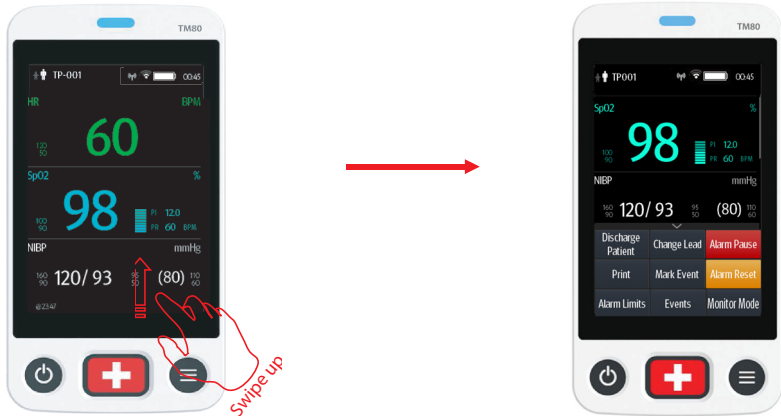 TM80
TP-001 00:45
HR BPM
120
50
60
SpO2 %
100
90
98
PI 12.0
PR 60 BPM
NIBP mmHg
160
90
120/ 93
95
50
(80)
110
60
@23:47
Swipe up
TM80
TP001 00:45
SpO2 %
100
90
98
PI 12.0
PR 60 BPM
NIBP mmHg
160
90
120/ 93
95
50
(80)
110
60
Discharge Patient
Change Lead
Alarm Pause
Print
Mark Event
Alarm Reset
Alarm Limits
Events
Monitor Mode